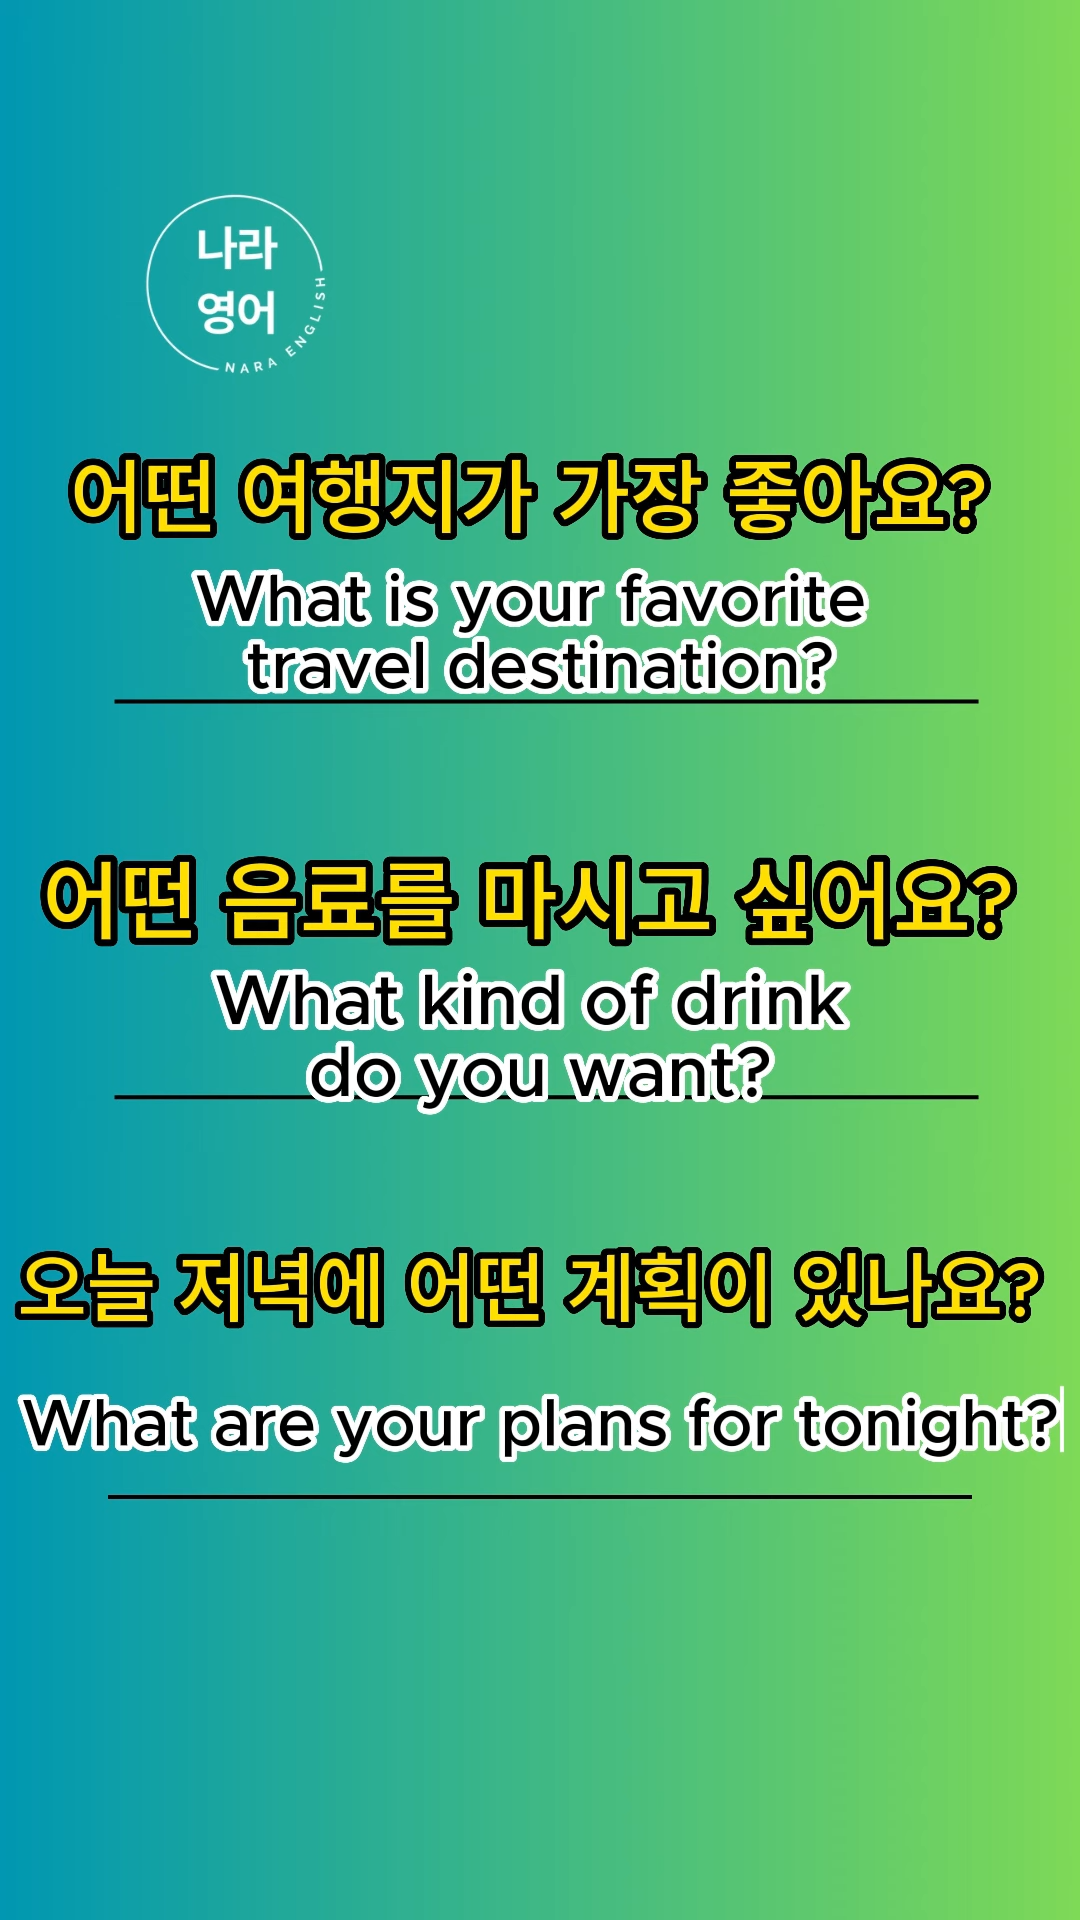 나라
영어
NARA ENGLISH
어떤 여행지가 가장 좋아요?
What is your favorite
travel destination?
어떤 음료를 마시고 싶어요?
What kind of drink
do you want?
오늘 저녁에 어떤 계획이 있나요?
What are your plans for tonight?